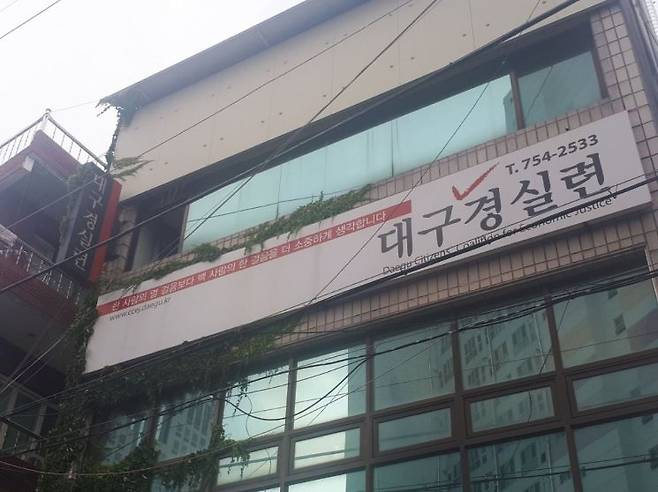 T. 754-2533
대구경실련
Daegu Citizens' Coalition for Economic Justice
한 사람의 열 걸음보다 백 사람의 한 걸음을 더 소중하게 생각합니다
www.ccej.daegu.kr
대구경실련